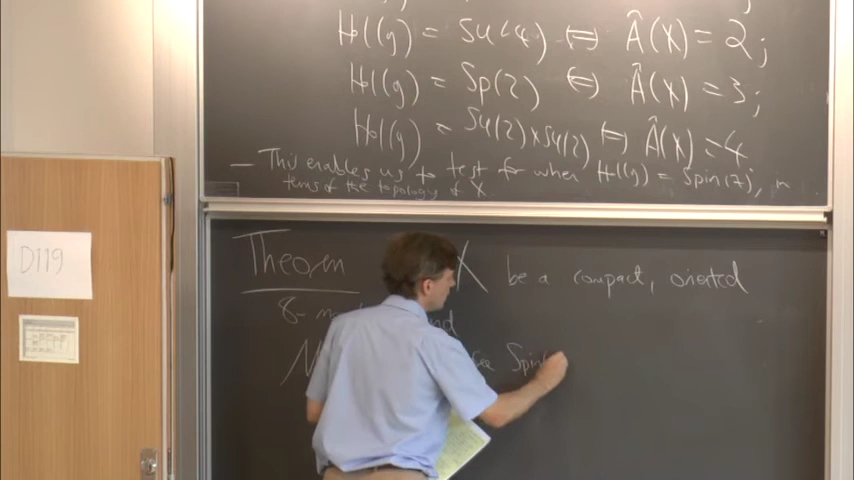 Hol(g) = SU(4) ⟺ Â(X) = 2;
Hol(g) = Sp(2) ⟺ Â(X) = 3;
Hol(g) = SU(2)×SU(2) ⟺ Â(X) = 4
— This enables us to test for when Hol(g) = Spin(7), in
terms of the topology of X
Theorem X be a compact, oriented
8-
Spin
D119